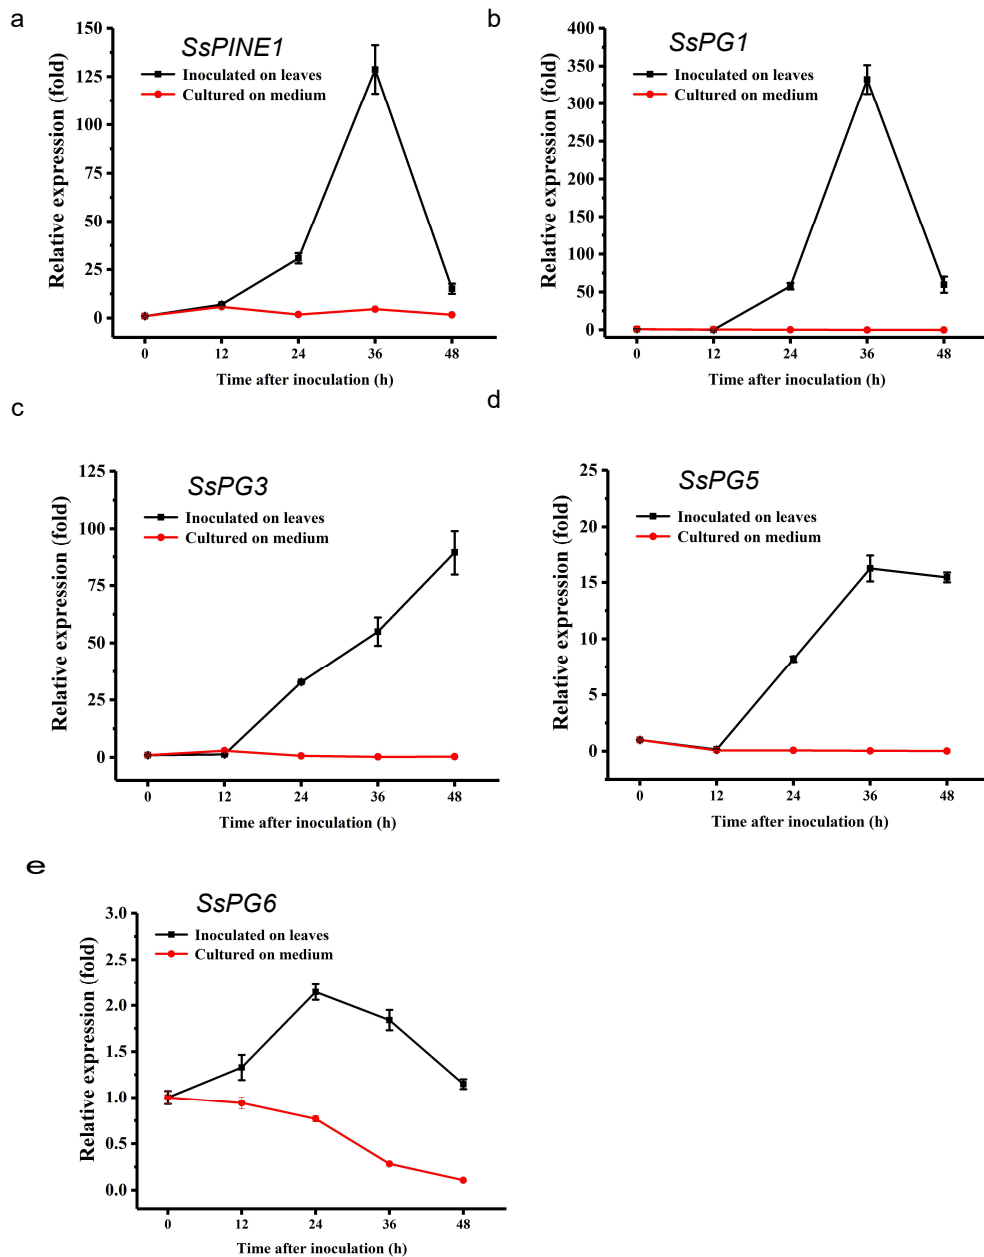 a
SsPINE1
Inoculated on leaves
Cultured on medium
Relative expression (fold)
150
125
100
75
50
25
0
0 12 24 36 48
Time after inoculation (h)
b
SsPG1
Inoculated on leaves
Cultured on medium
Relative expression (fold)
400
350
300
250
200
150
100
50
0
0 12 24 36 48
Time after inoculation (h)
c
SsPG3
Inoculated on leaves
Cultured on medium
Relative expression (fold)
125
100
75
50
25
0
0 12 24 36 48
Time after inoculation (h)
d
SsPG5
Inoculated on leaves
Cultured on medium
Relative expression (fold)
25
20
15
10
5
0
0 12 24 36 48
Time after inoculation (h)
e
SsPG6
Inoculated on leaves
Cultured on medium
Relative expression (fold)
3.0
2.5
2.0
1.5
1.0
0.5
0.0
0 12 24 36 48
Time after inoculation (h)